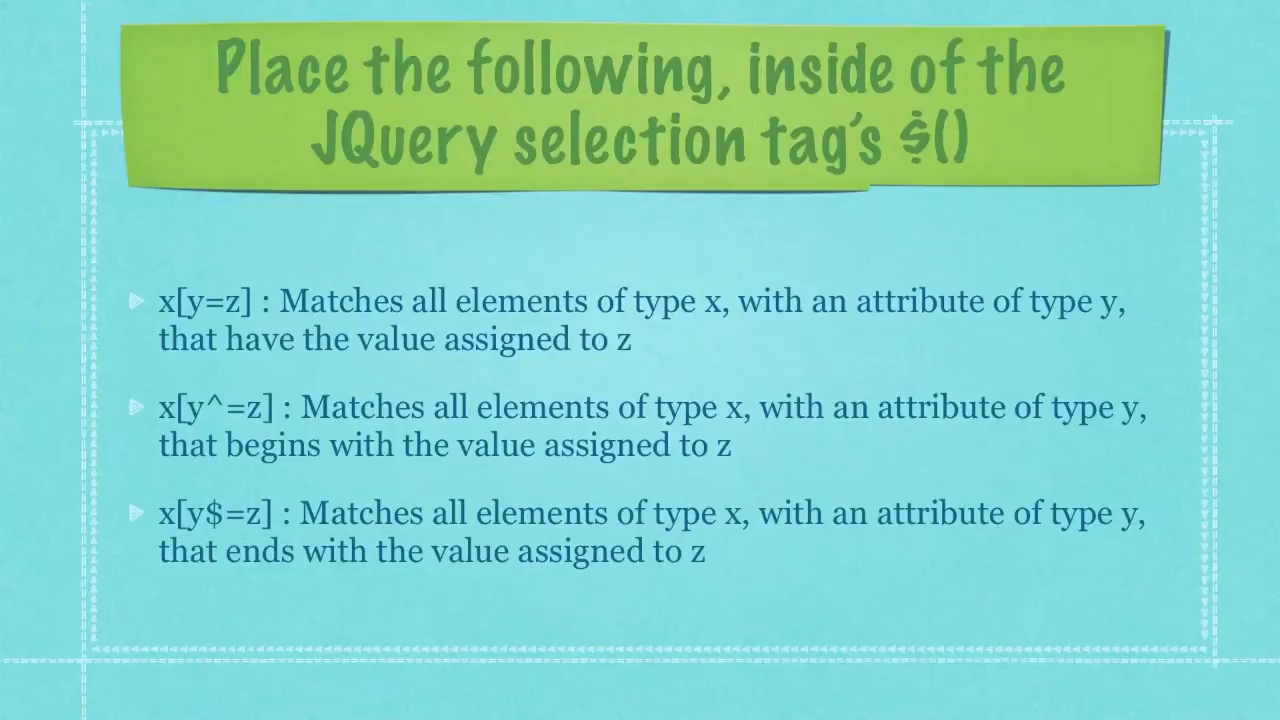 Place the following, inside of the
JQuery selection tag's $()
x[y=z] : Matches all elements of type x, with an attribute of type y,
that have the value assigned to z
x[y^=z] : Matches all elements of type x, with an attribute of type y,
that begins with the value assigned to z
x[y$=z] : Matches all elements of type x, with an attribute of type y,
that ends with the value assigned to z